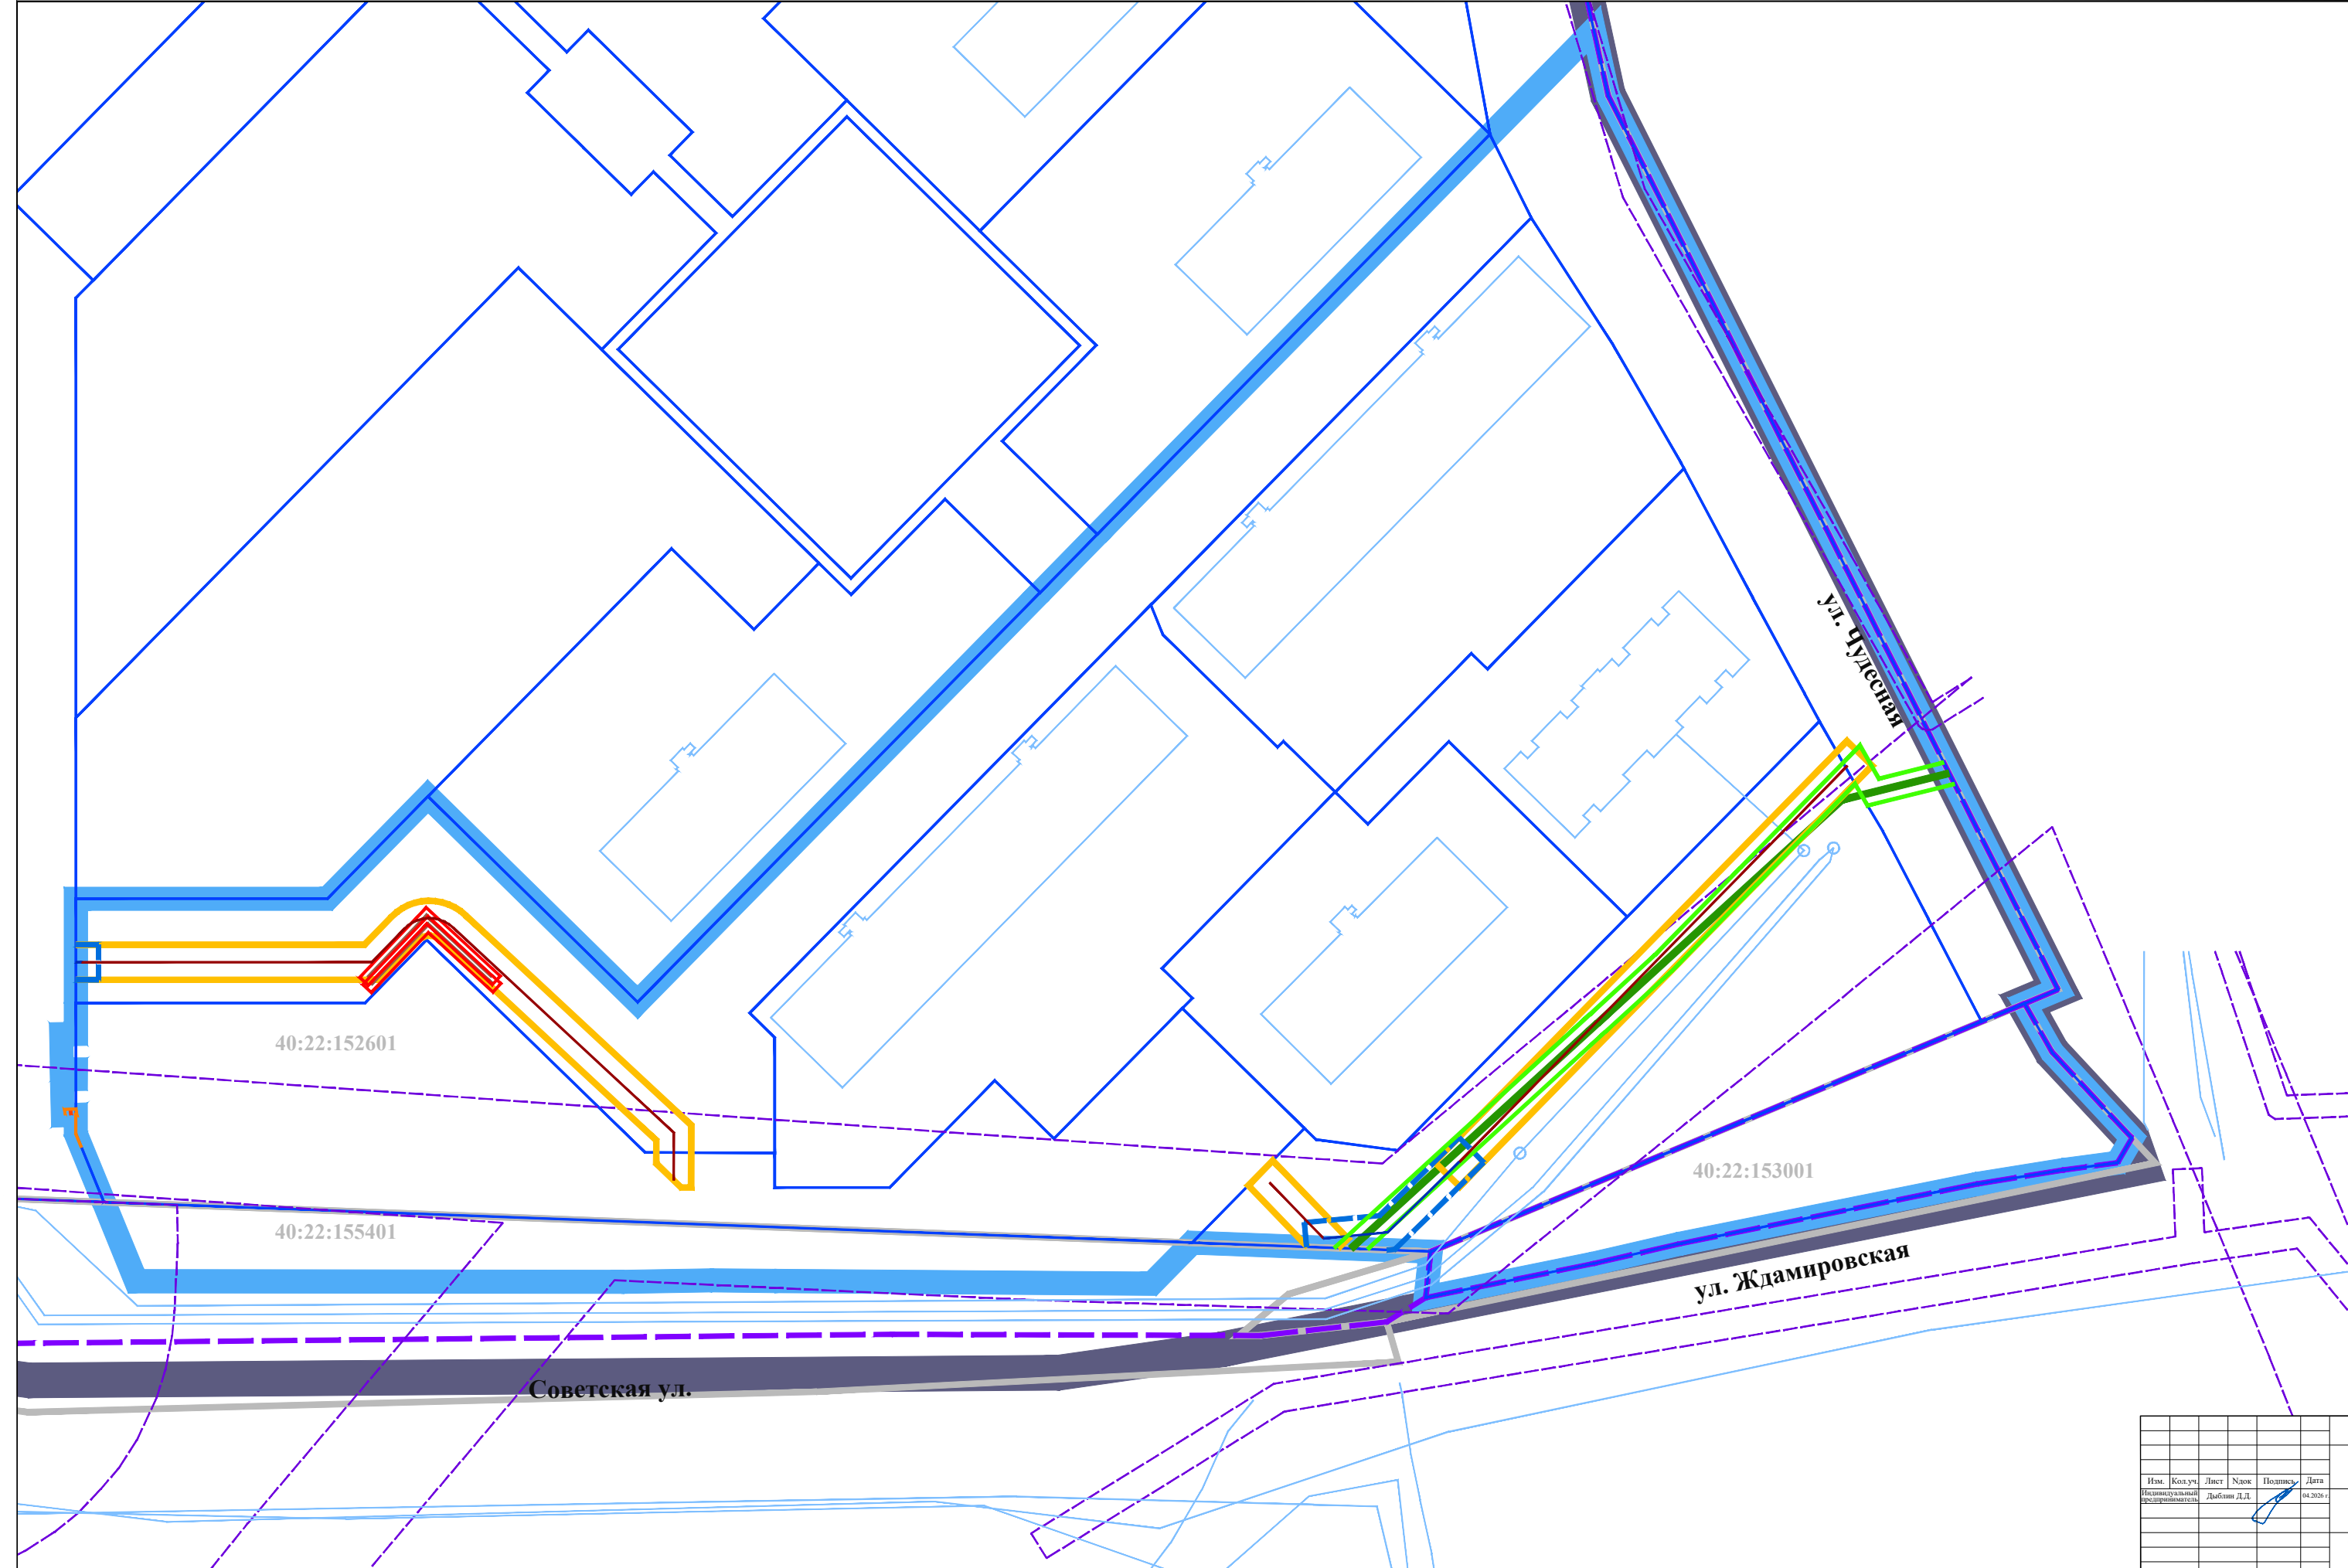 ул. Чудесная
40:22:152601
40:22:153001
40:22:155401
ул. Ждамировская
Советская ул.
Изм. Кол.уч. Лист Nдок Подпись Дата
Индивидуальный предприниматель Дыблин Д.Д. 04.2026 г.